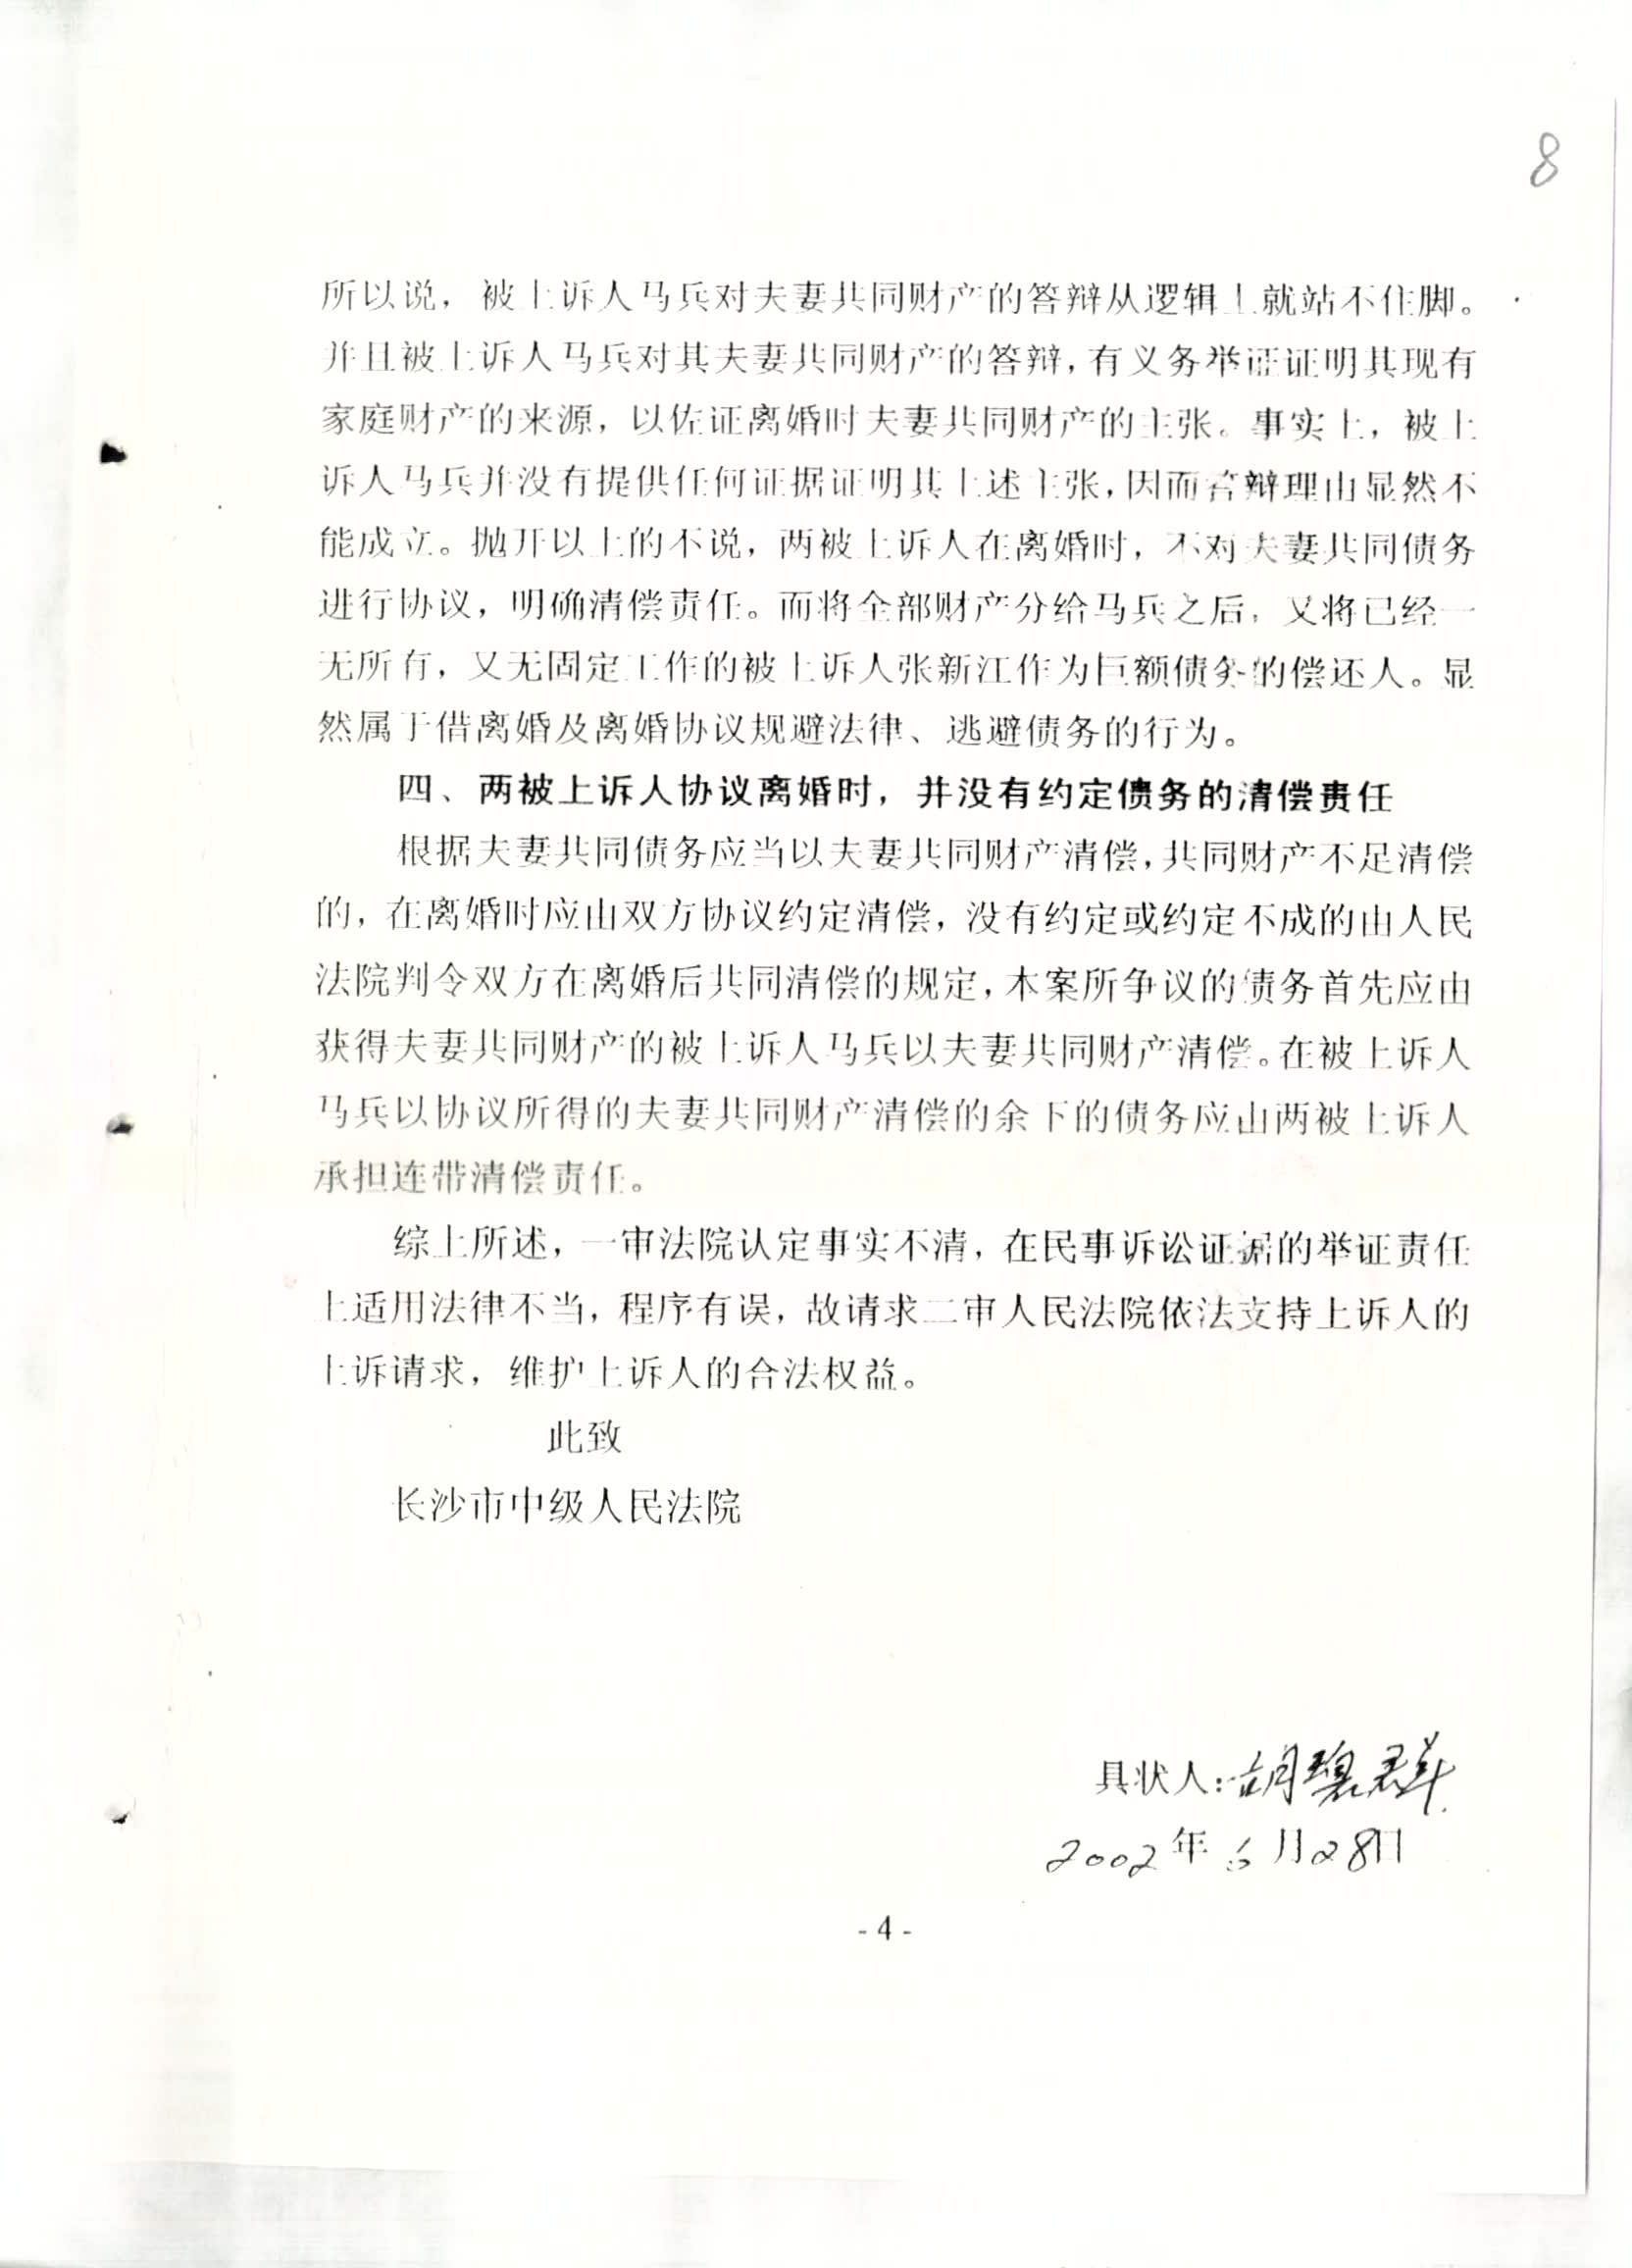 8
所以说，被上诉人马兵对夫妻共同财产的答辩从逻辑上就站不住脚。
并且被上诉人马兵对其夫妻共同财产的答辩，有义务举证证明其现有
家庭财产的来源，以佐证离婚时夫妻共同财产的主张。事实上，被上
诉人马兵并没有提供任何证据证明其上述主张，因而答辩理由显然不
能成立。抛开以上的不说，两被上诉人在离婚时，不对夫妻共同债务
进行协议，明确清偿责任。而将全部财产分给马兵之后，又将已经一
无所有，又无固定工作的被上诉人张新江作为巨额债务的偿还人。显
然属于借离婚及离婚协议规避法律、逃避债务的行为。
四、两被上诉人协议离婚时，并没有约定债务的清偿责任
根据夫妻共同债务应当以夫妻共同财产清偿，共同财产不足清偿
的，在离婚时应由双方协议约定清偿，没有约定或约定不成的由人民
法院判令双方在离婚后共同清偿的规定，本案所争议的债务首先应由
获得夫妻共同财产的被上诉人马兵以夫妻共同财产清偿。在被上诉人
马兵以协议所得的夫妻共同财产清偿的余下的债务应由两被上诉人
承担连带清偿责任。
综上所述，一审法院认定事实不清，在民事诉讼证据的举证责任
上适用法律不当，程序有误，故请求二审人民法院依法支持上诉人的
上诉请求，维护上诉人的合法权益。
此致
长沙市中级人民法院
具状人：胡碧群
2002年6月28日
- 4 -